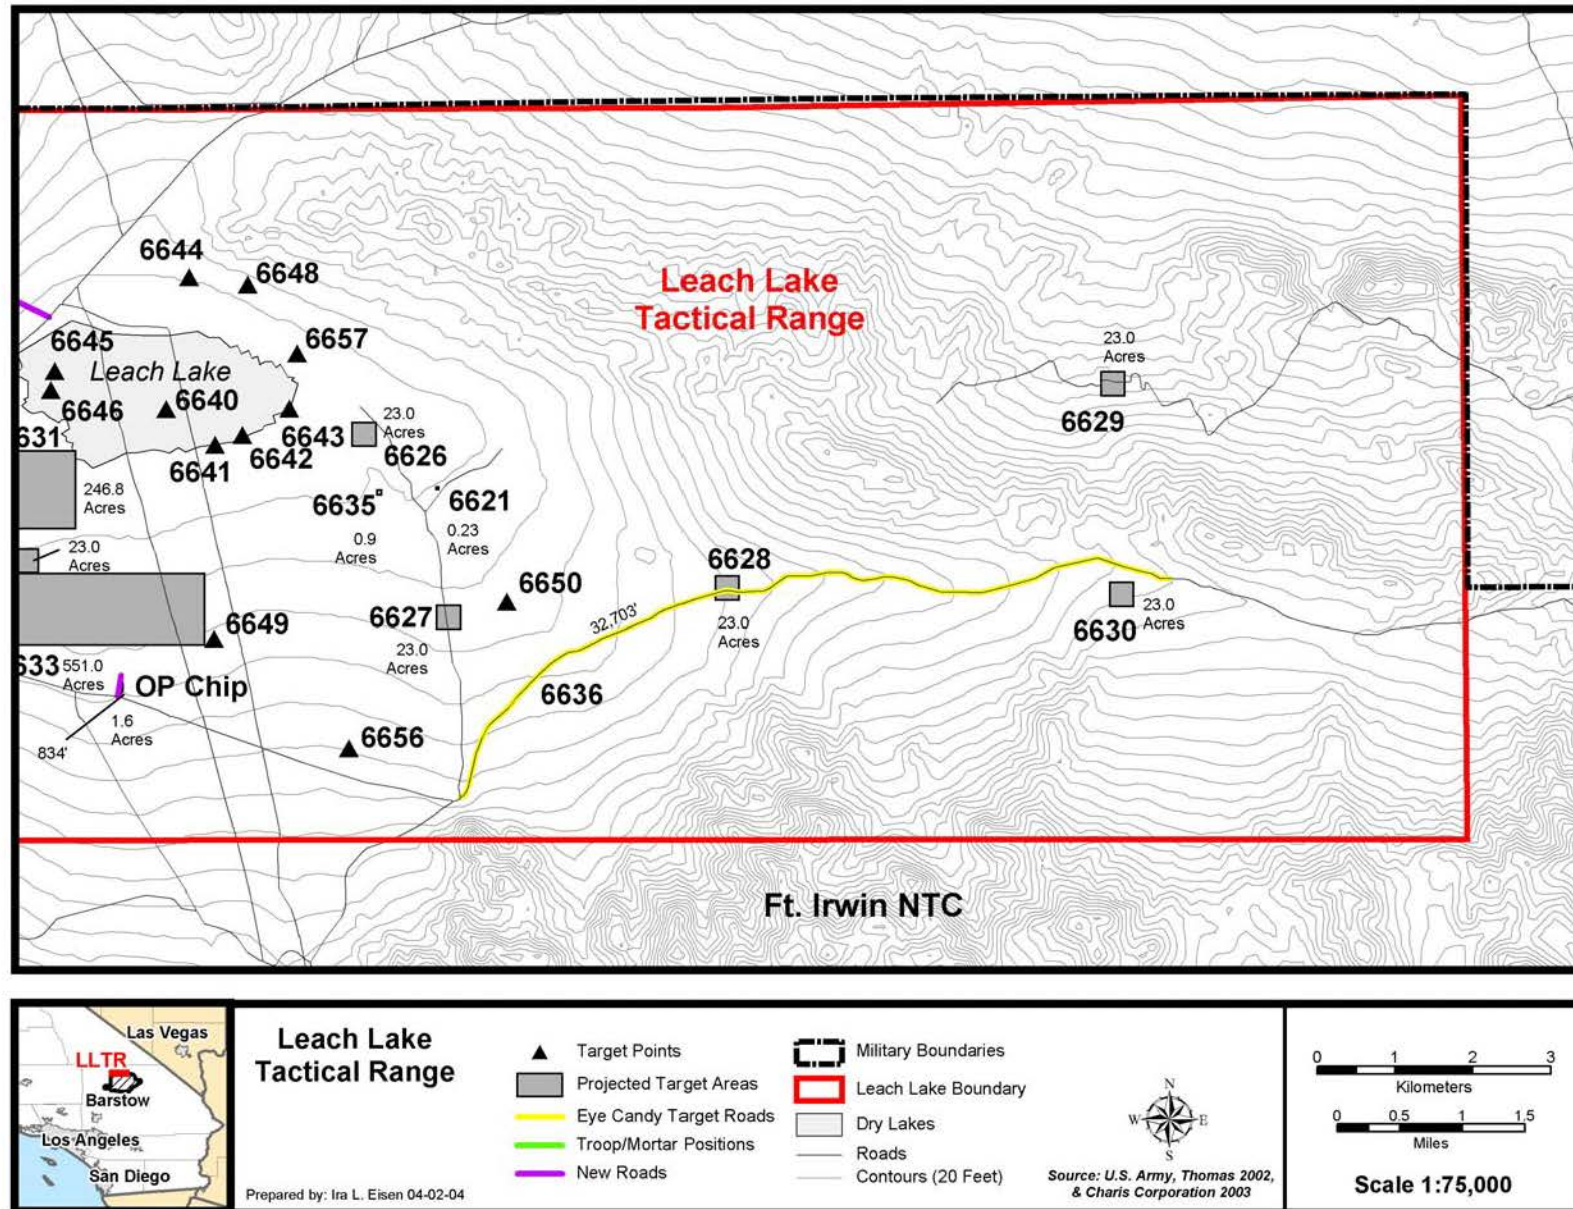 6644
6648
Leach Lake
Tactical Range
6645
6657
Leach Lake
23.0
Acres
6646
6640
6629
631
6641
6642
6643
23.0
Acres
6626
246.8
Acres
6635
6621
0.9
Acres
0.23
Acres
23.0
Acres
6628
6650
6627
32,703'
23.0
Acres
23.0
Acres
6630
6649
23.0
Acres
633
551.0
Acres
OP Chip
6636
1.6
Acres
834'
6656
Ft. Irwin NTC
Las Vegas
LLTR
Barstow
Los Angeles
San Diego
Leach Lake
Tactical Range
Prepared by: Ira L. Eisen 04-02-04
Target Points
Projected Target Areas
Eye Candy Target Roads
Troop/Mortar Positions
New Roads
Military Boundaries
Leach Lake Boundary
Dry Lakes
Roads
Contours (20 Feet)
N
W E
S
Source: U.S. Army, Thomas 2002,
& Charis Corporation 2003
0 1 2 3
Kilometers
0 0.5 1 1.5
Miles
Scale 1:75,000